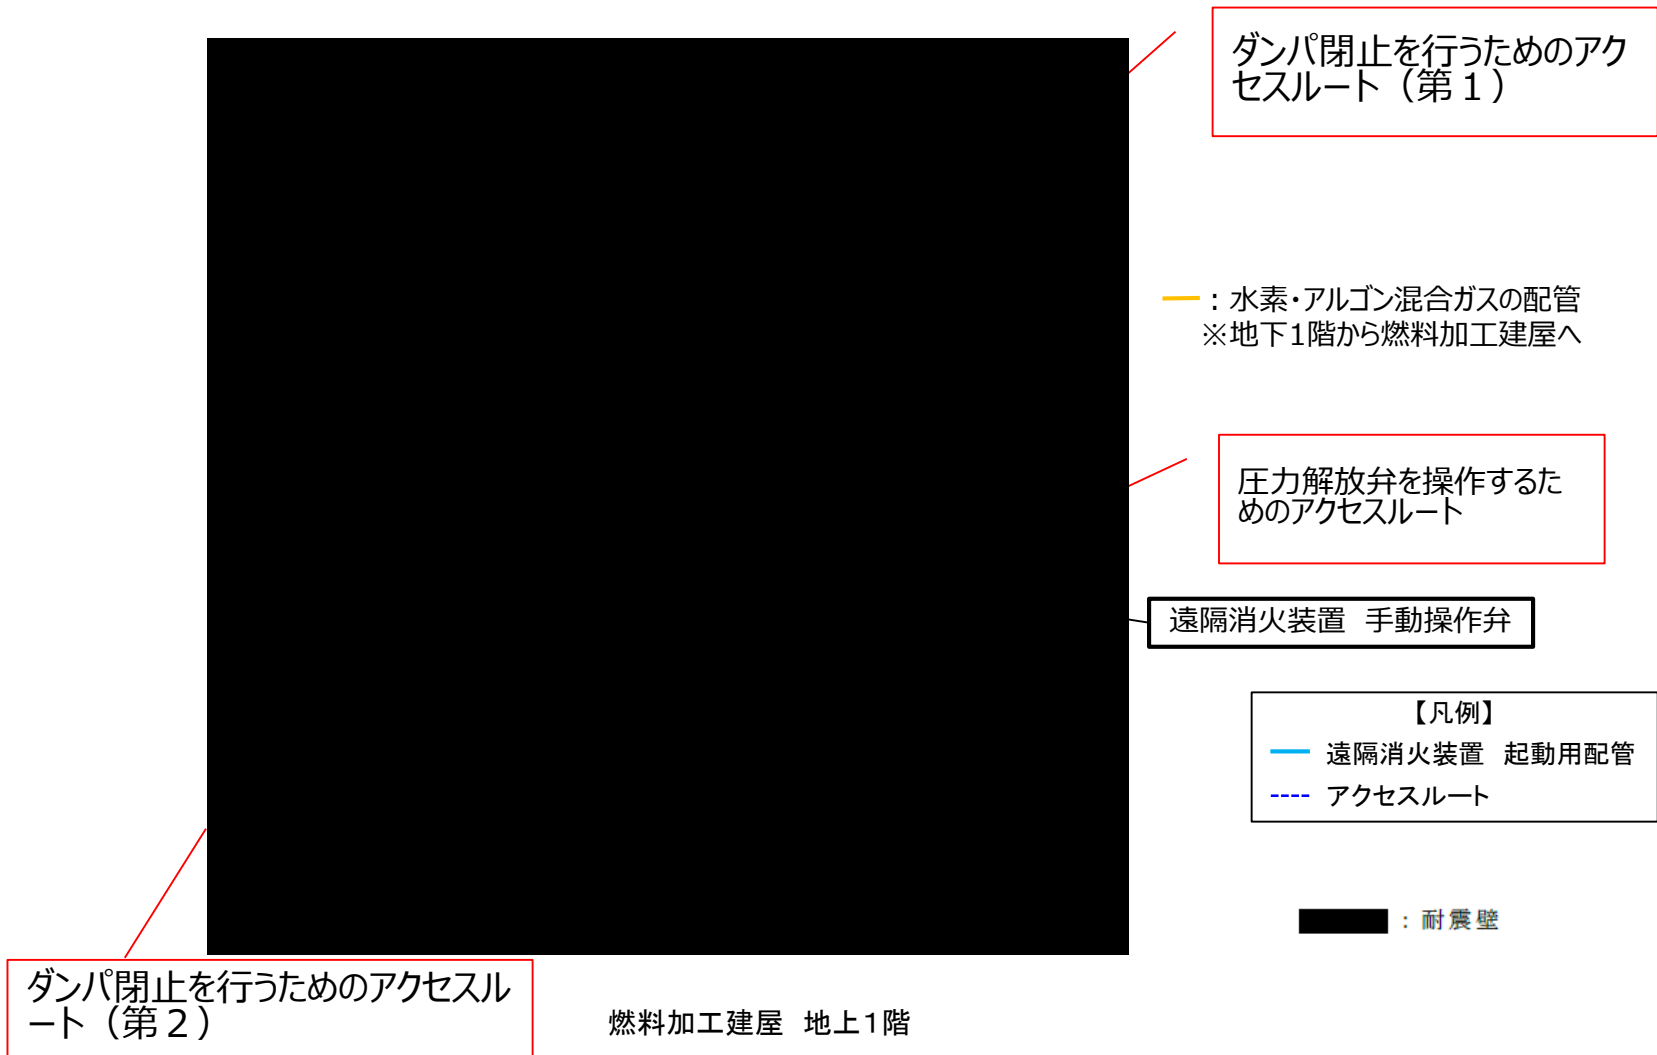 ダンパ閉止を行うためのアク
セスルート（第１）
：水素・アルゴン混合ガスの配管
※地下1階から燃料加工建屋へ
圧力解放弁を操作するた
めのアクセスルート
遠隔消火装置　手動操作弁
【凡例】
遠隔消火装置　起動用配管
アクセスルート
：耐震壁
ダンパ閉止を行うためのアクセスル
ート（第２）
燃料加工建屋　地上１階